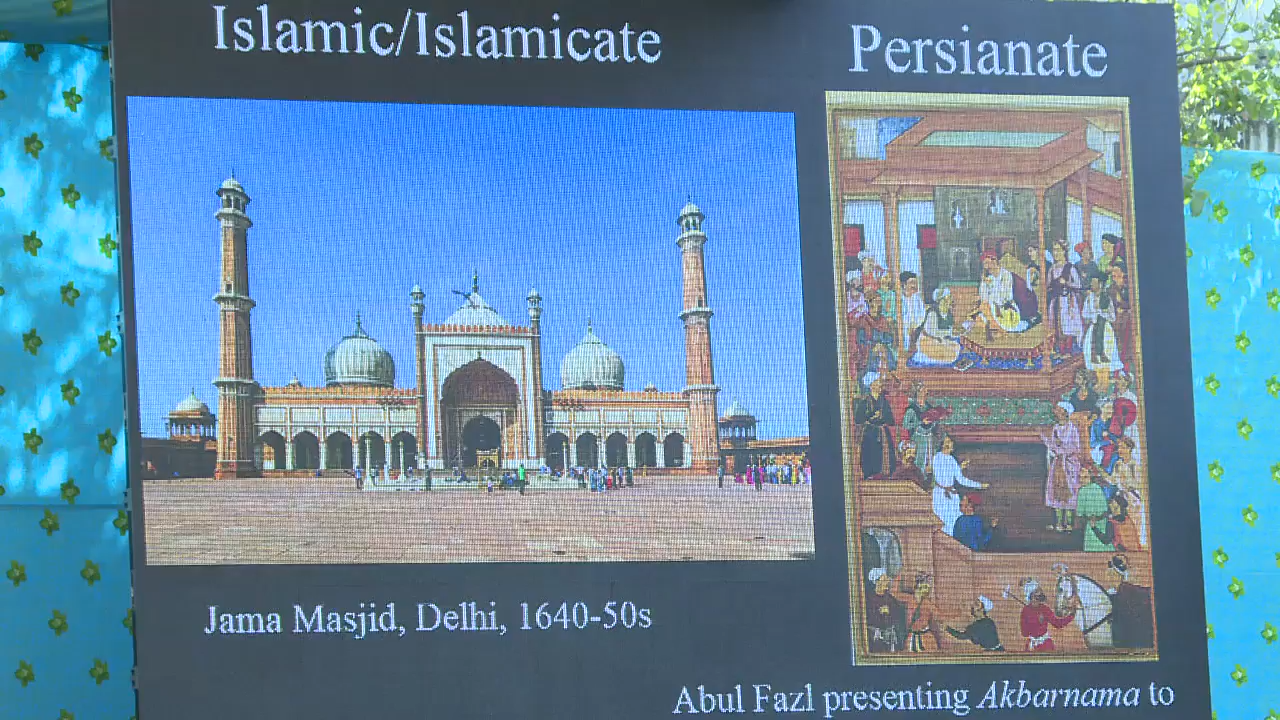 Islamic/Islamicate
Persianate
Jama Masjid, Delhi, 1640-50s
Abul Fazl presenting Akbarnama to